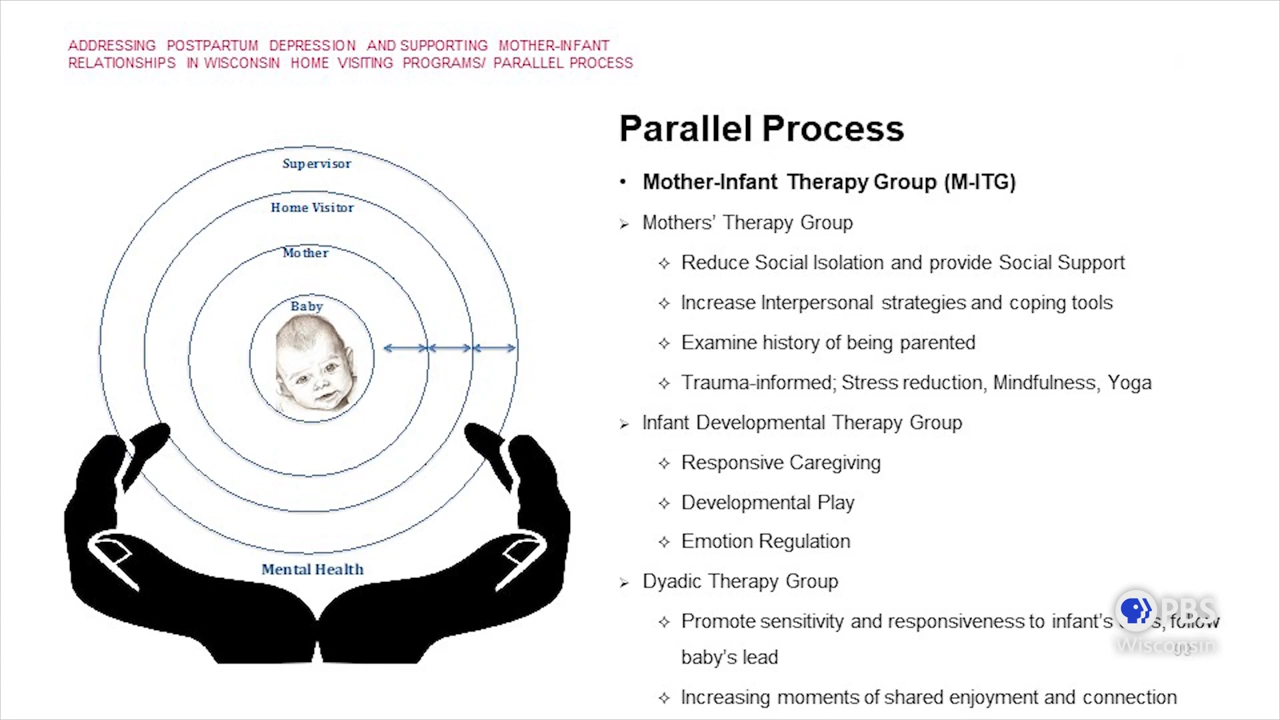 ADDRESSING POSTPARTUM DEPRESSION AND SUPPORTING MOTHER-INFANT
RELATIONSHIPS IN WISCONSIN HOME VISITING PROGRAMS/ PARALLEL PROCESS
Supervisor
Home Visitor
Mother
Baby
Mental Health
Parallel Process
• Mother-Infant Therapy Group (M-ITG)
➢ Mothers’ Therapy Group
✧ Reduce Social Isolation and provide Social Support
✧ Increase Interpersonal strategies and coping tools
✧ Examine history of being parented
✧ Trauma-informed; Stress reduction, Mindfulness, Yoga
➢ Infant Developmental Therapy Group
✧ Responsive Caregiving
✧ Developmental Play
✧ Emotion Regulation
➢ Dyadic Therapy Group
✧ Promote sensitivity and responsiveness to infant’s follow
baby’s lead
✧ Increasing moments of shared enjoyment and connection
PBS
Wisconsin